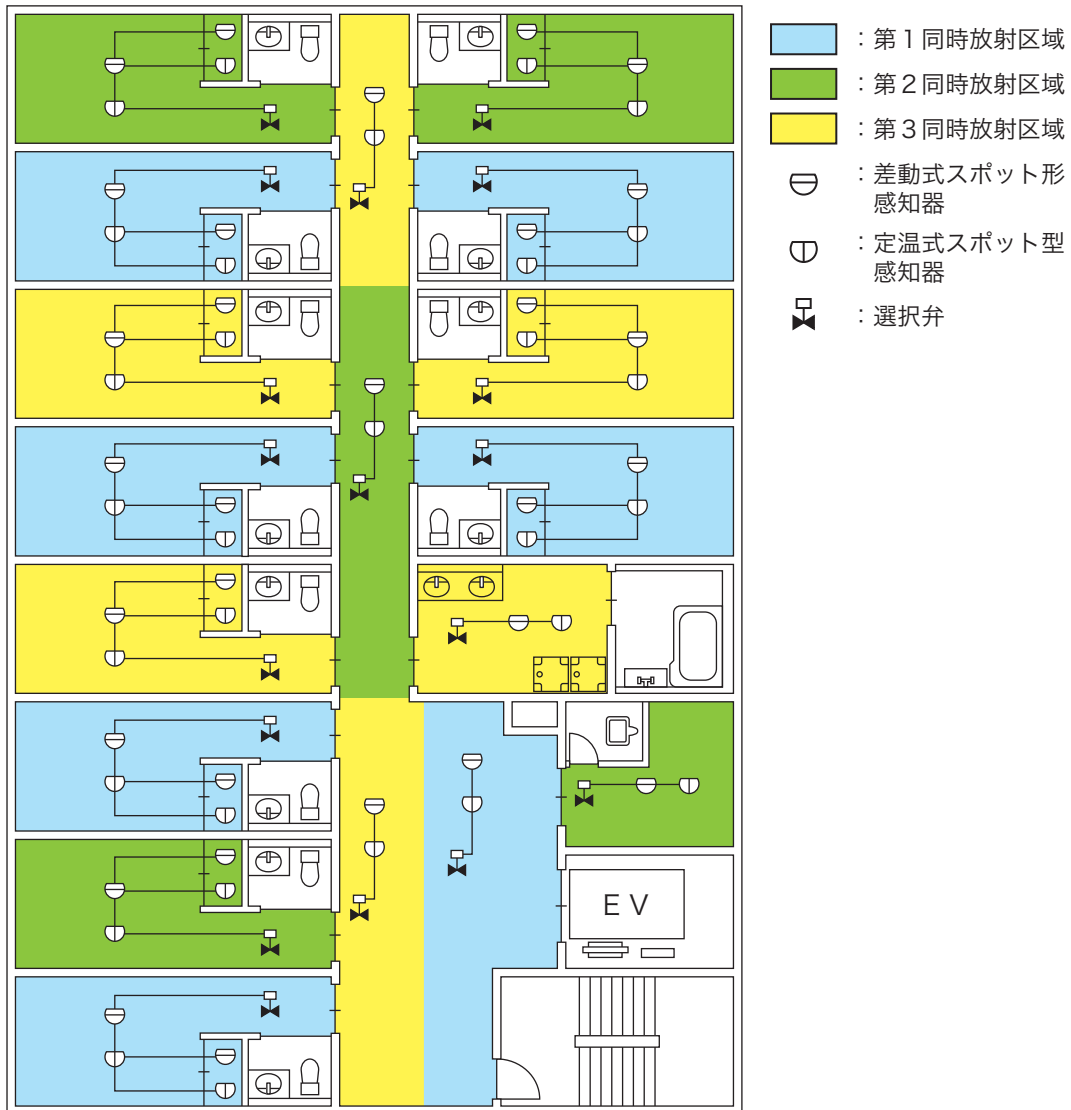 ：第１同時放射区域
：第２同時放射区域
：第３同時放射区域
：差動式スポット形
感知器
：定温式スポット型
感知器
：選択弁
ＥＶ